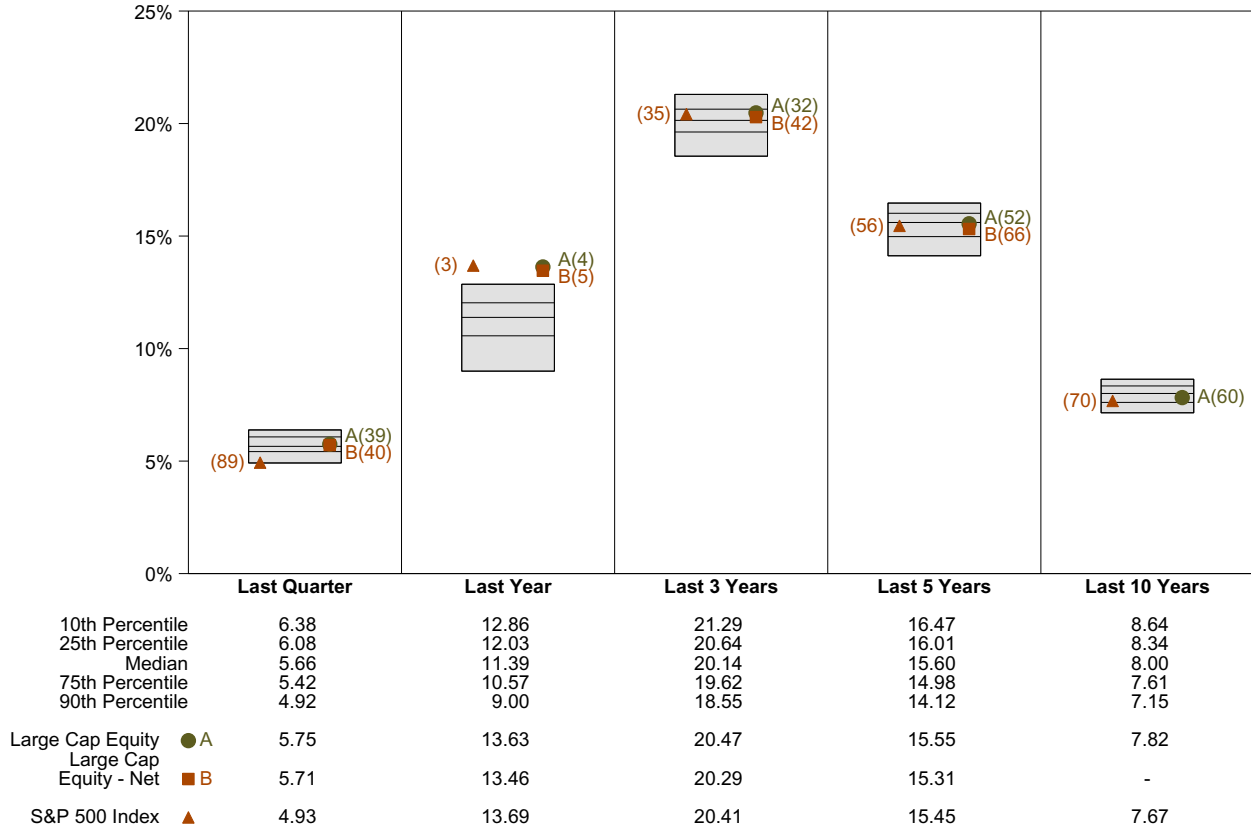 25%
20%
15%
10%
5%
0%
(89)
A(39)
B(40)
(3)
A(4)
B(5)
(35)
A(32)
B(42)
(56)
A(52)
B(66)
(70)
A(60)
Last Quarter Last Year Last 3 Years Last 5 Years Last 10 Years
10th Percentile 6.38 12.86 21.29 16.47 8.64
25th Percentile 6.08 12.03 20.64 16.01 8.34
Median 5.66 11.39 20.14 15.60 8.00
75th Percentile 5.42 10.57 19.62 14.98 7.61
90th Percentile 4.92 9.00 18.55 14.12 7.15
Large Cap Equity A 5.75 13.63 20.47 15.55 7.82
Large Cap
Equity - Net B 5.71 13.46 20.29 15.31 -
S&P 500 Index 4.93 13.69 20.41 15.45 7.67